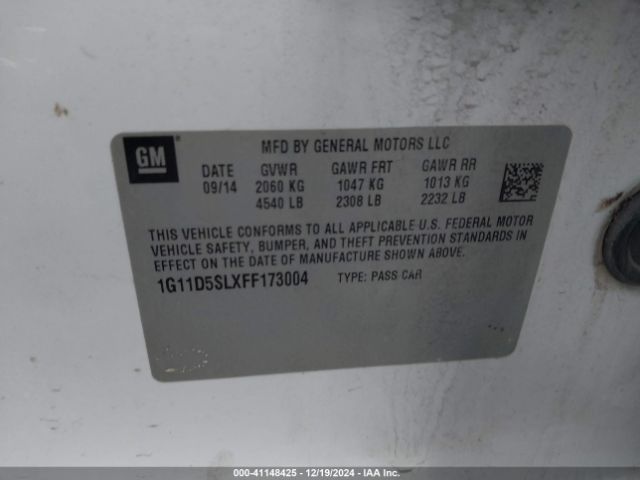 GM
MFD BY GENERAL MOTORS LLC
DATE GVWR GAWR FRT GAWR RR
09/14 2060 KG 1047 KG 1013 KG
4540 LB 2308 LB 2232 LB
THIS VEHICLE CONFORMS TO ALL APPLICABLE U.S. FEDERAL MOTOR
VEHICLE SAFETY, BUMPER, AND THEFT PREVENTION STANDARDS IN
EFFECT ON THE DATE OF MANUFACTURE SHOWN ABOVE.
1G11D5SLXFF173004 TYPE: PASS CAR
000-41148425 - 12/19/2024 - IAA Inc.